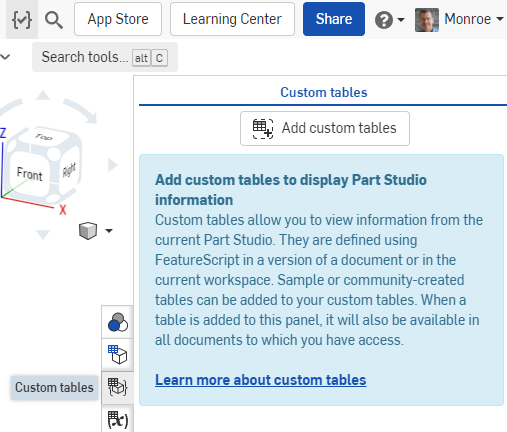 App Store Learning Center Share Monroe
Search tools... alt C
Custom tables
Add custom tables
Z
Top
Front
Right
X
Add custom tables to display Part Studio
information
Custom tables allow you to view information from the
current Part Studio. They are defined using
FeatureScript in a version of a document or in the
current workspace. Sample or community-created
tables can be added to your custom tables. When a
table is added to this panel, it will also be available in
all documents to which you have access.
Learn more about custom tables
Custom tables
(x)